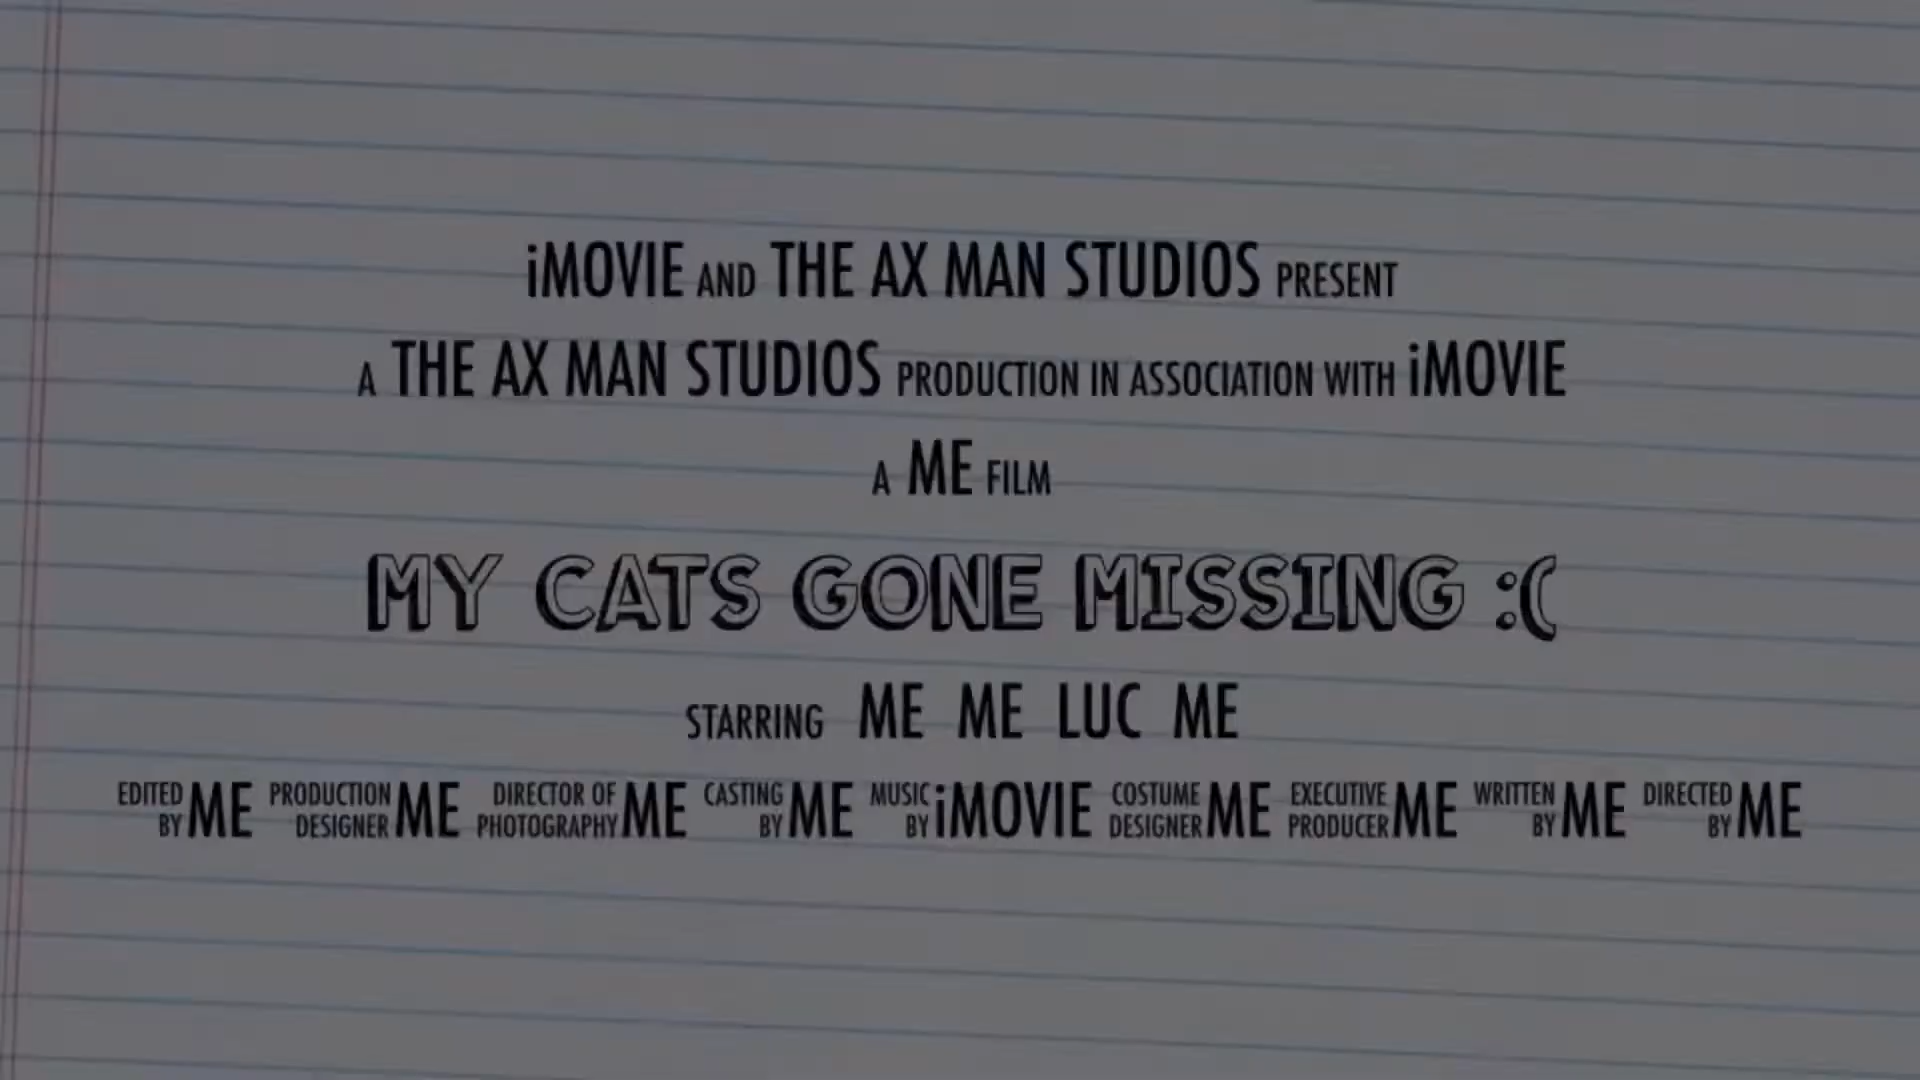 iMOVIE AND THE AX MAN STUDIOS PRESENT
A THE AX MAN STUDIOS PRODUCTION IN ASSOCIATION WITH iMOVIE
A ME FILM
MY CATS GONE MISSING :(
STARRING ME ME LUC ME
EDITED BY ME PRODUCTION DESIGNER ME DIRECTOR OF PHOTOGRAPHY ME CASTING BY ME MUSIC BY iMOVIE COSTUME DESIGNER ME EXECUTIVE PRODUCER ME WRITTEN BY ME DIRECTED BY ME